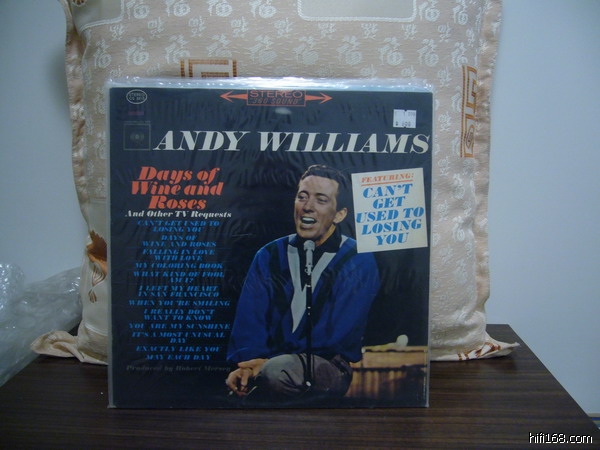 STEREO
360 SOUND
ANDY WILLIAMS
Days of
Wine and
Roses
And Other TV Requests
CAN'T GET USED TO
LOSING YOU
DAYS OF
WINE AND ROSES
FALLING IN LOVE
WITH LOVE
MY COLORING BOOK
WHAT KIND OF FOOL
AM I?
I LEFT MY HEART
IN SAN FRANCISCO
WHEN YOU'RE SMILING
I REALLY DON'T
WANT TO KNOW
YOU ARE MY SUNSHINE
IT'S A MOST UNUSUAL
DAY
EXACTLY LIKE YOU
MAY EACH DAY
Produced by Robert Mersey
FEATURING:
CAN'T
GET
USED TO
LOSING
YOU
hifi168.com